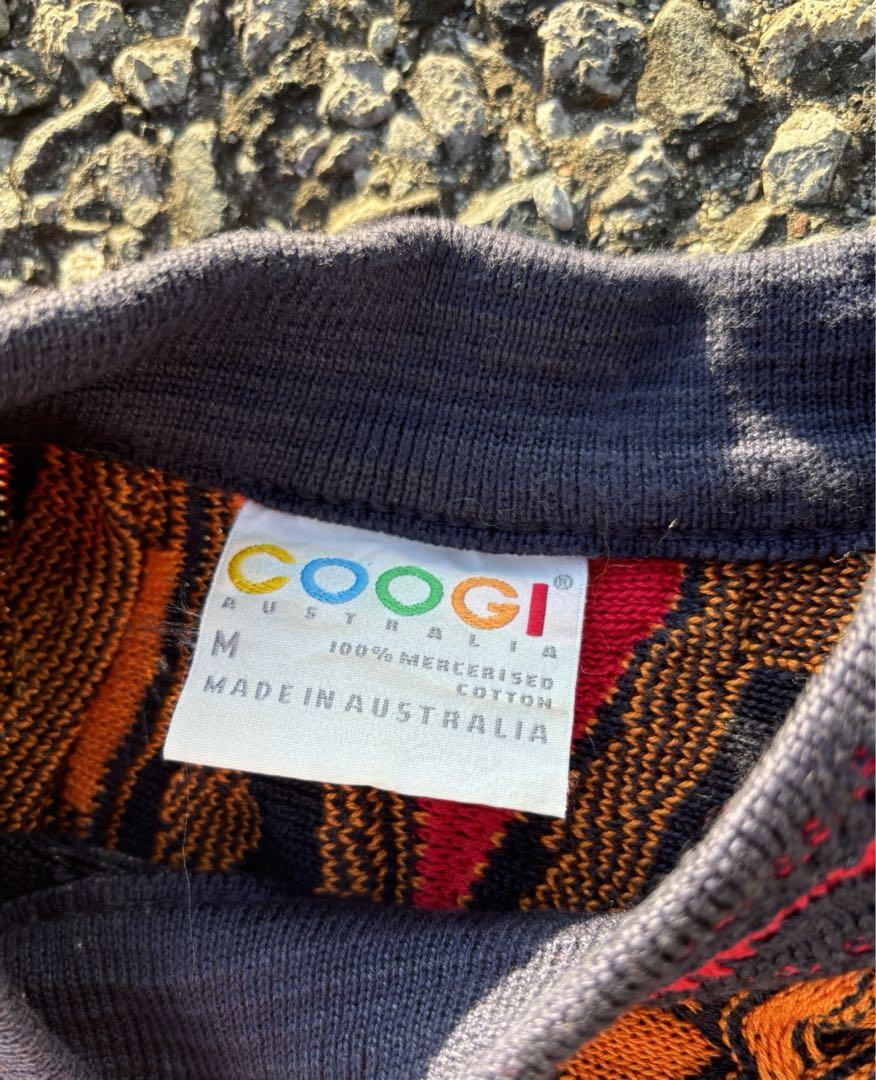 COOGI®
AUSTRALIA
M 100% MERCERISED
COTTON
MADE IN AUSTRALIA